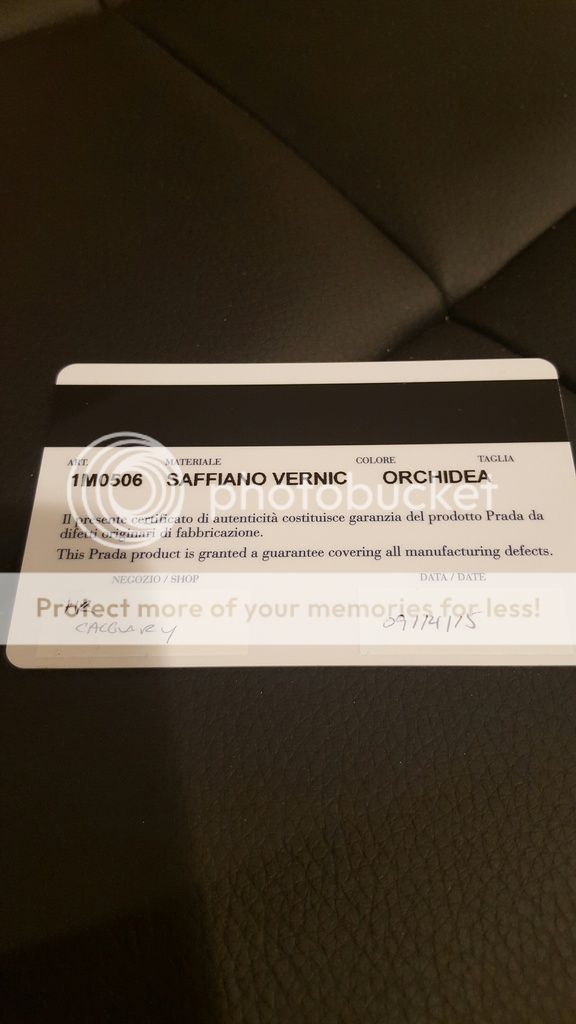 ART. MATERIALE COLORE TAGLIA
1M0506 SAFFIANO VERNIC ORCHIDEA
photobucket
Il presente certificato di autenticità costituisce garanzia del prodotto Prada da
difetti originari di fabbricazione.
This Prada product is granted a guarantee covering all manufacturing defects.
NEGOZIO / SHOP DATA / DATE
Protect more of your memories for less!
HR
CALGARY